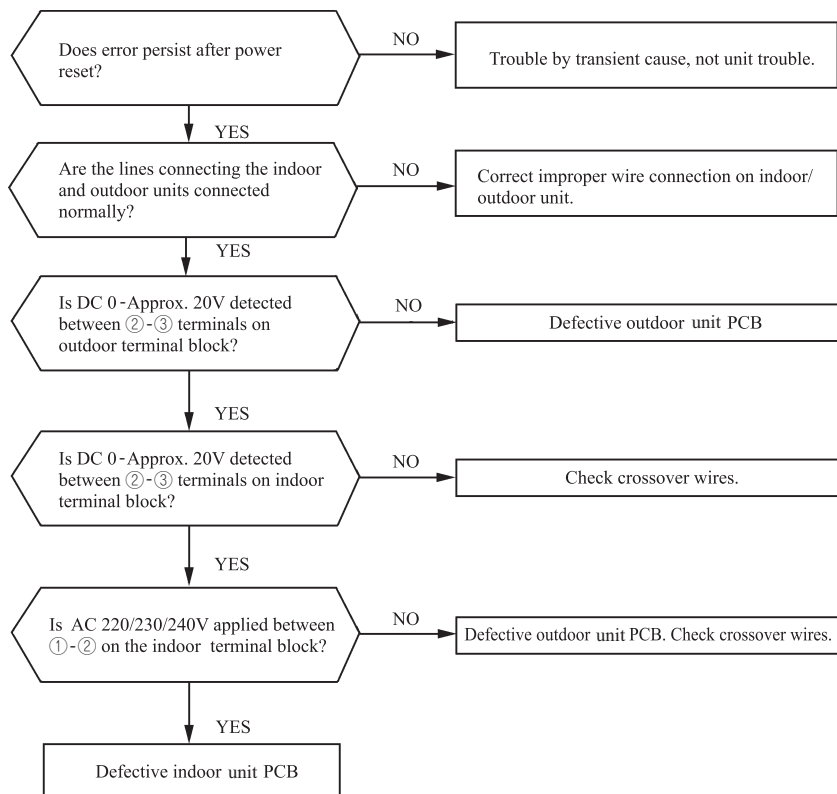 Does error persist after power
reset?
NO
Trouble by transient cause, not unit trouble.
YES
Are the lines connecting the indoor
and outdoor units connected
normally?
NO
Correct improper wire connection on indoor/
outdoor unit.
YES
Is DC 0-Approx. 20V detected
between ②-③ terminals on
outdoor terminal block?
NO
Defective outdoor unit PCB
YES
Is DC 0-Approx. 20V detected
between ②-③ terminals on indoor
terminal block?
NO
Check crossover wires.
YES
Is AC 220/230/240V applied between
①-② on the indoor terminal block?
NO
Defective outdoor unit PCB. Check crossover wires.
YES
Defective indoor unit PCB